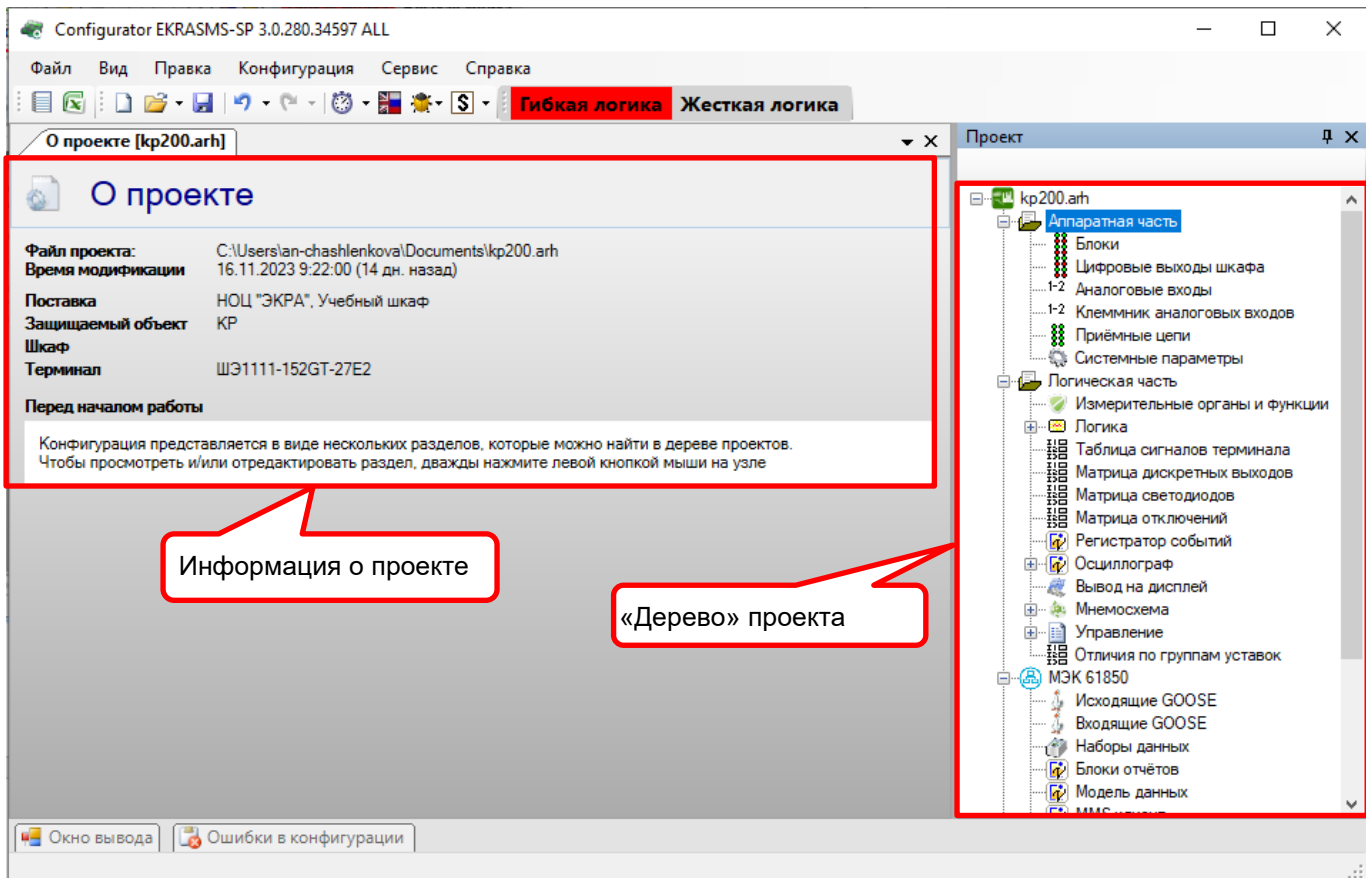 Configurator EKRASMS-SP 3.0.280.34597 ALL
Файл Вид Правка Конфигурация Сервис Справка
Гибкая логика Жесткая логика
О проекте [kp200.arh]
Проект
О проекте
Файл проекта: C:\Users\an-chashlenkova\Documents\kp200.arh
Время модификации 16.11.2023 9:22:00 (14 дн. назад)
Поставка НОЦ "ЭКРА", Учебный шкаф
Защищаемый объект КР
Шкаф
Терминал ШЭ1111-152GT-27E2
Перед началом работы
Конфигурация представляется в виде нескольких разделов, которые можно найти в дереве проектов.
Чтобы просмотреть и/или отредактировать раздел, дважды нажмите левой кнопкой мыши на узле
Информация о проекте
«Дерево» проекта
kp200.arh
Аппаратная часть
Блоки
Цифровые выходы шкафа
1-2 Аналоговые входы
1-2 Клеммник аналоговых входов
Приёмные цепи
Системные параметры
Логическая часть
Измерительные органы и функции
Логика
Таблица сигналов терминала
Матрица дискретных выходов
Матрица светодиодов
Матрица отключений
Регистратор событий
Осциллограф
Вывод на дисплей
Мнемосхема
Управление
Отличия по группам уставок
МЭК 61850
Исходящие GOOSE
Входящие GOOSE
Наборы данных
Блоки отчётов
Модель данных
MMS клиент
Окно вывода
Ошибки в конфигурации